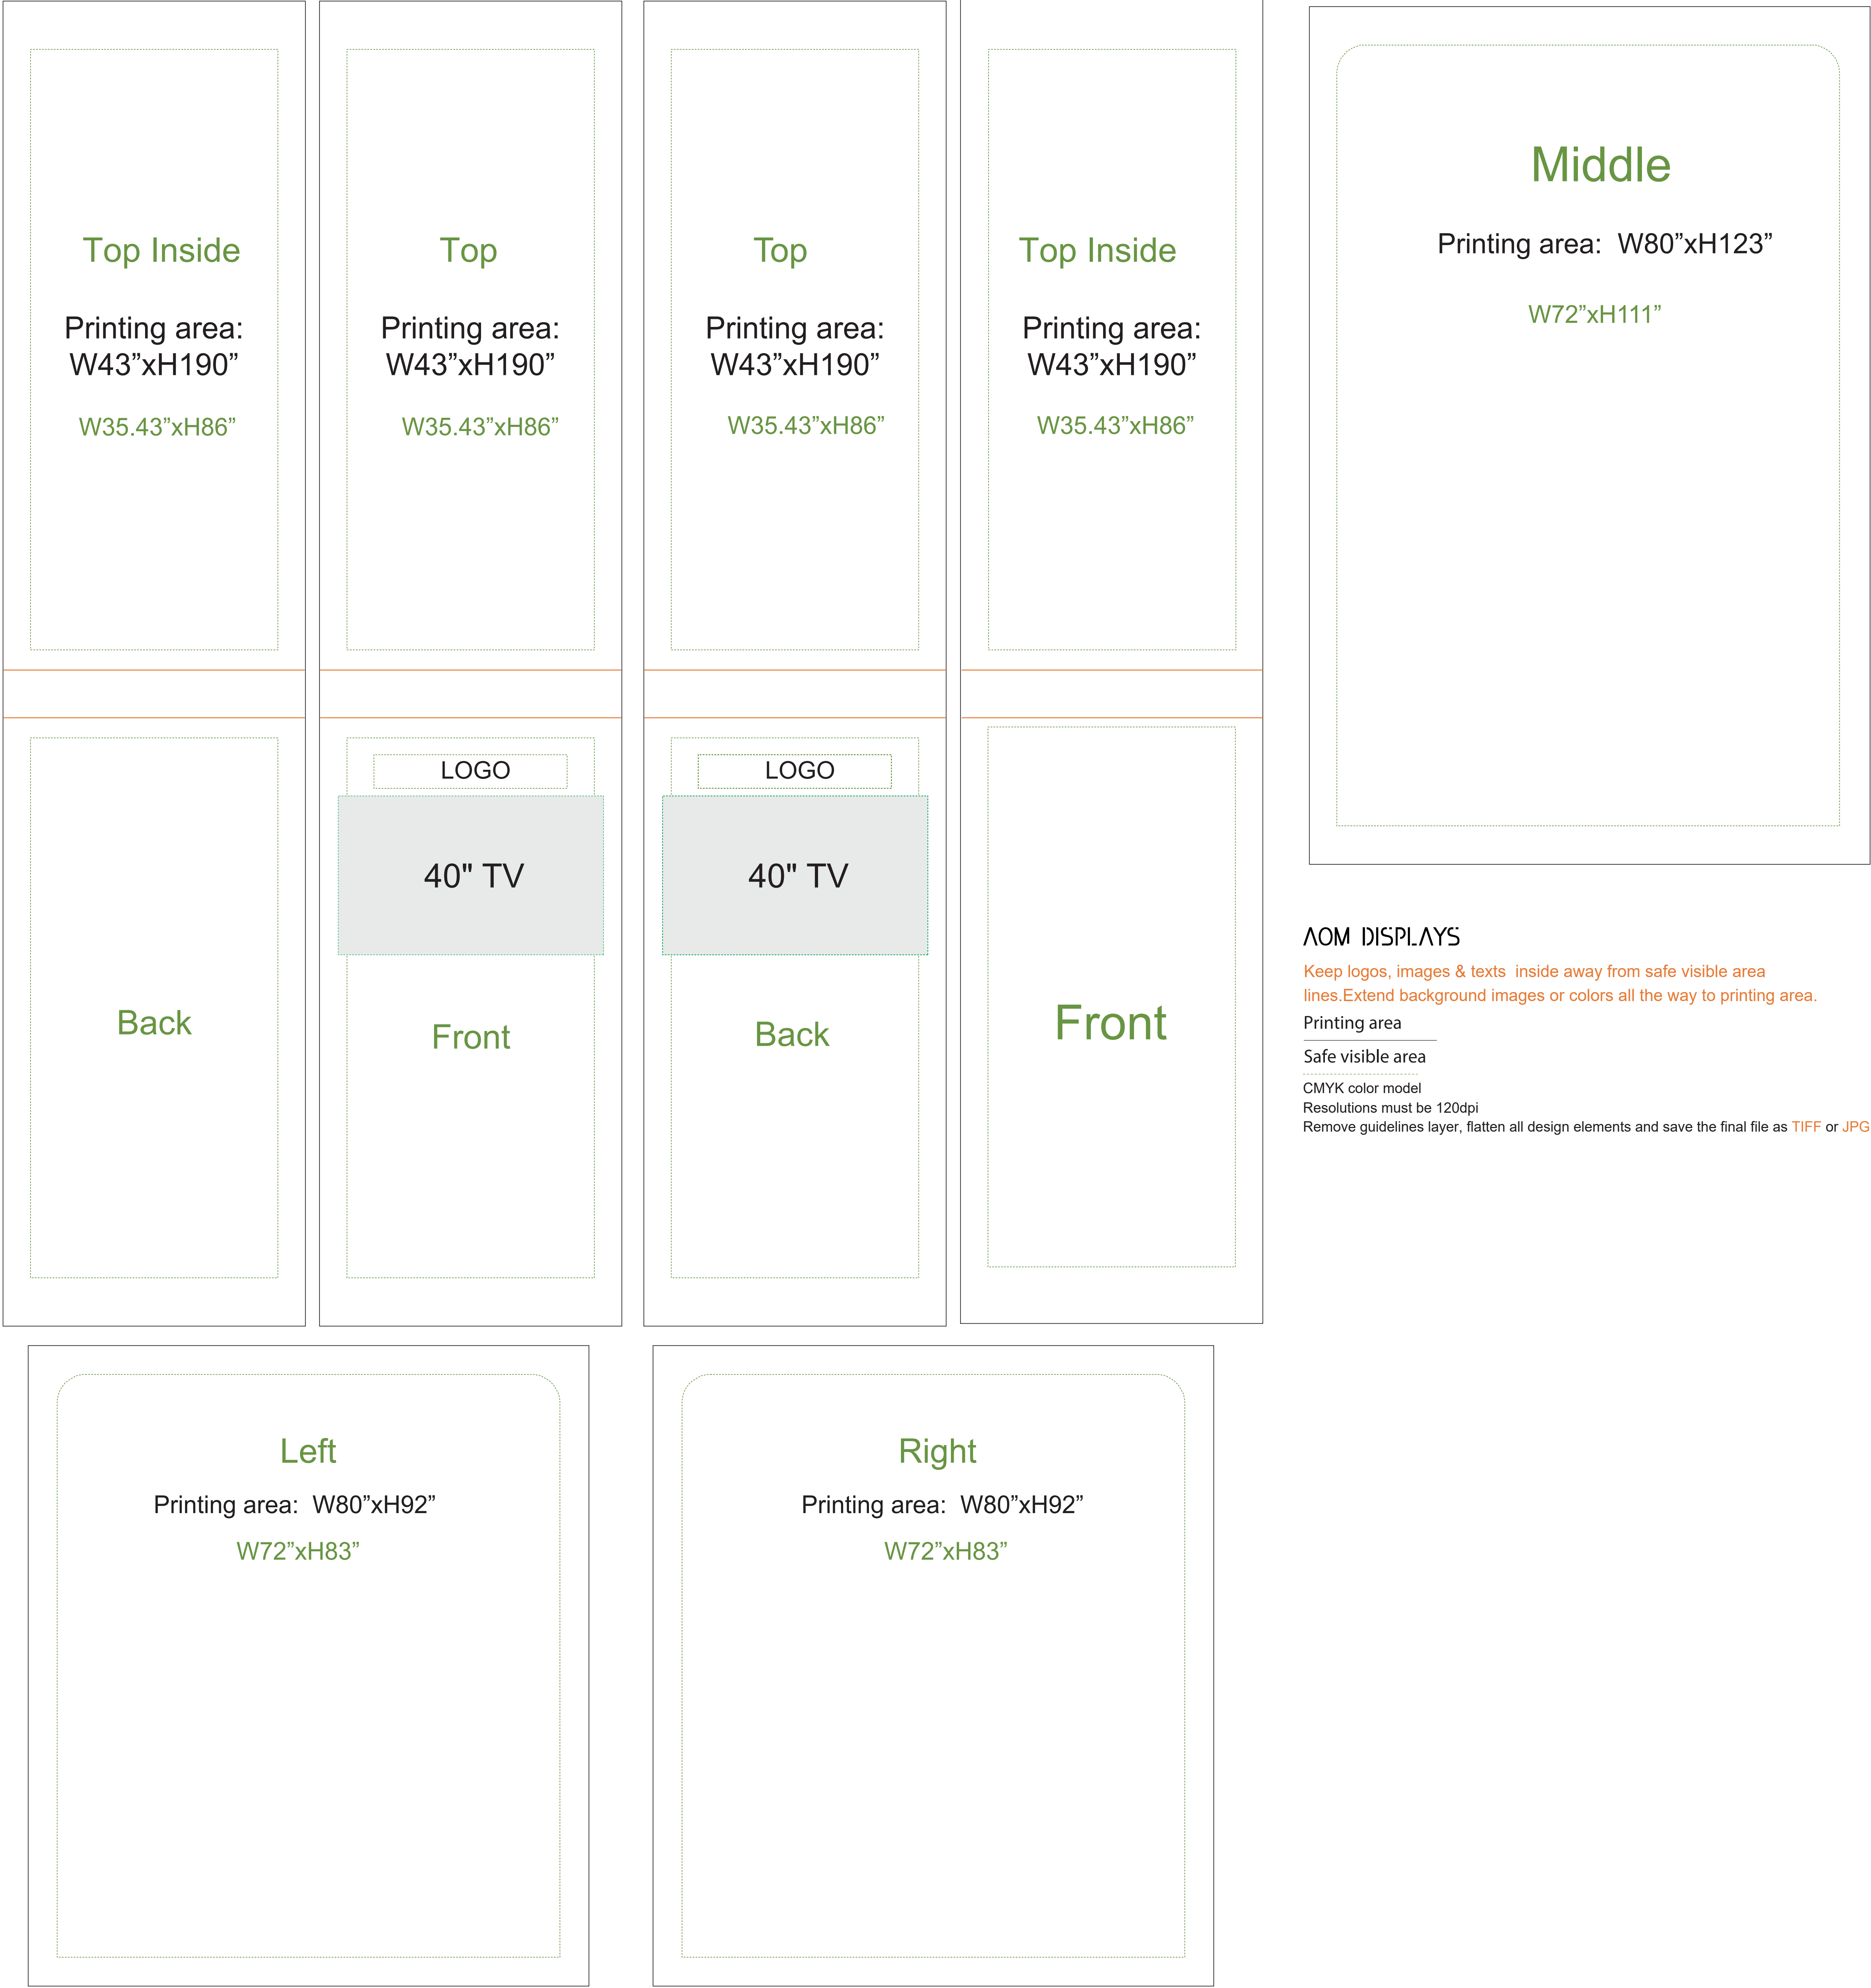 Top Inside
Printing area:
W43”xH190”
W35.43”xH86”
Back
Top
Printing area:
W43”xH190”
W35.43”xH86”
LOGO
40" TV
Front
Top
Printing area:
W43”xH190”
W35.43”xH86”
LOGO
40" TV
Back
Top Inside
Printing area:
W43”xH190”
W35.43”xH86”
Front
Middle
Printing area:  W80”xH123”
W72”xH111”
AOM DISPLAYS
Keep logos, images & texts  inside away from safe visible area
lines.Extend background images or colors all the way to printing area.
Printing area
Safe visible area
CMYK color model
Resolutions must be 120dpi
Remove guidelines layer, flatten all design elements and save the final file as TIFF or JPG
Left
Printing area:  W80”xH92”
W72”xH83”
Right
Printing area:  W80”xH92”
W72”xH83”